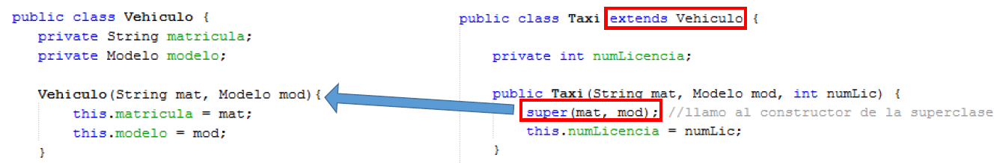 public class Vehiculo {
private String matricula;
private Modelo modelo;
Vehiculo(String mat, Modelo mod){
this.matricula = mat;
this.modelo = mod;
}
public class Taxi extends Vehiculo {
private int numLicencia;
public Taxi(String mat, Modelo mod, int numLic) {
super(mat, mod); //llamo al constructor de la superclase
this.numLicencia = numLic;
}